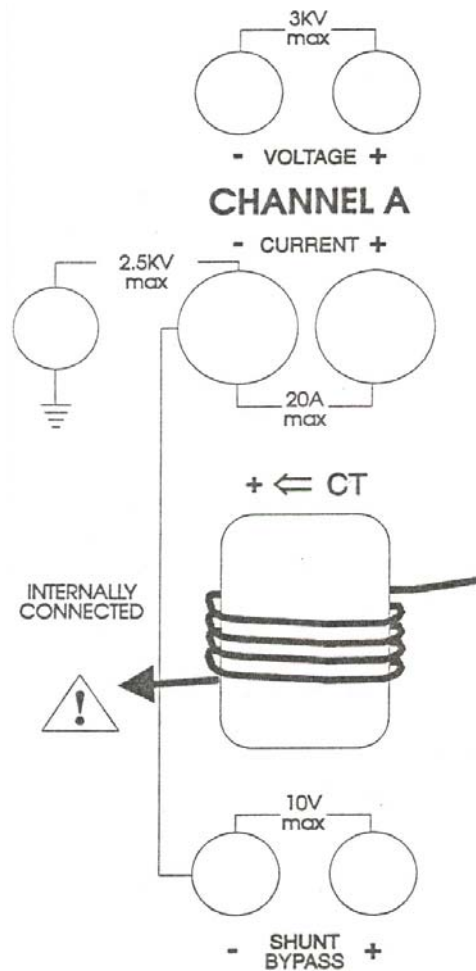 3KV
max
- VOLTAGE +
CHANNEL A
- CURRENT +
2.5KV
max
20A
max
+ ⇐ CT
INTERNALLY
CONNECTED
!
10V
max
- SHUNT +
BYPASS